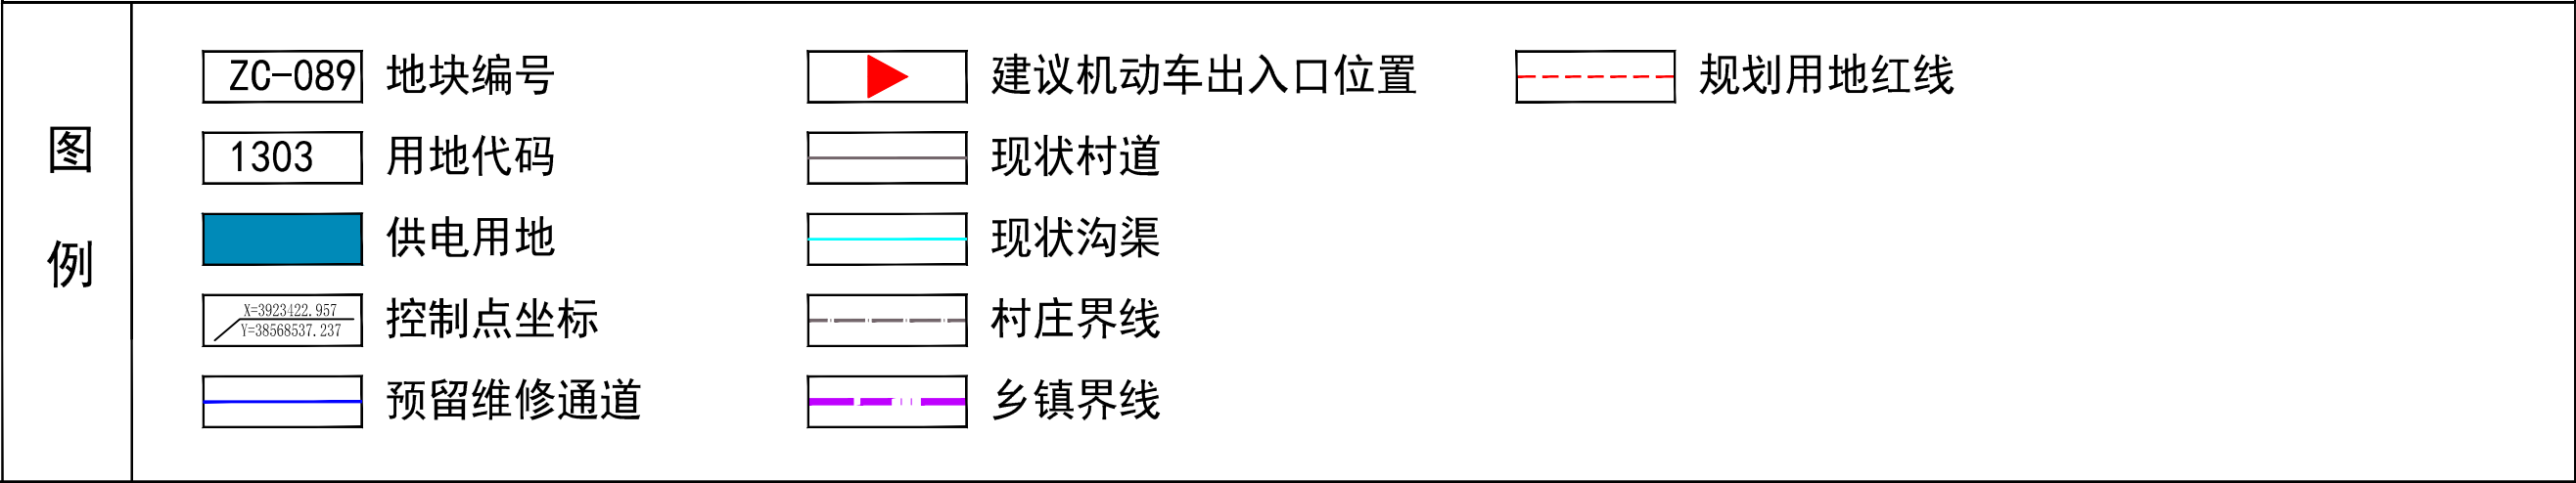 图例
ZC-089 地块编号
1303 用地代码
供电用地
X=3923422.957
Y=38568537.237
控制点坐标
预留维修通道
建议机动车出入口位置
现状村道
现状沟渠
村庄界线
乡镇界线
规划用地红线